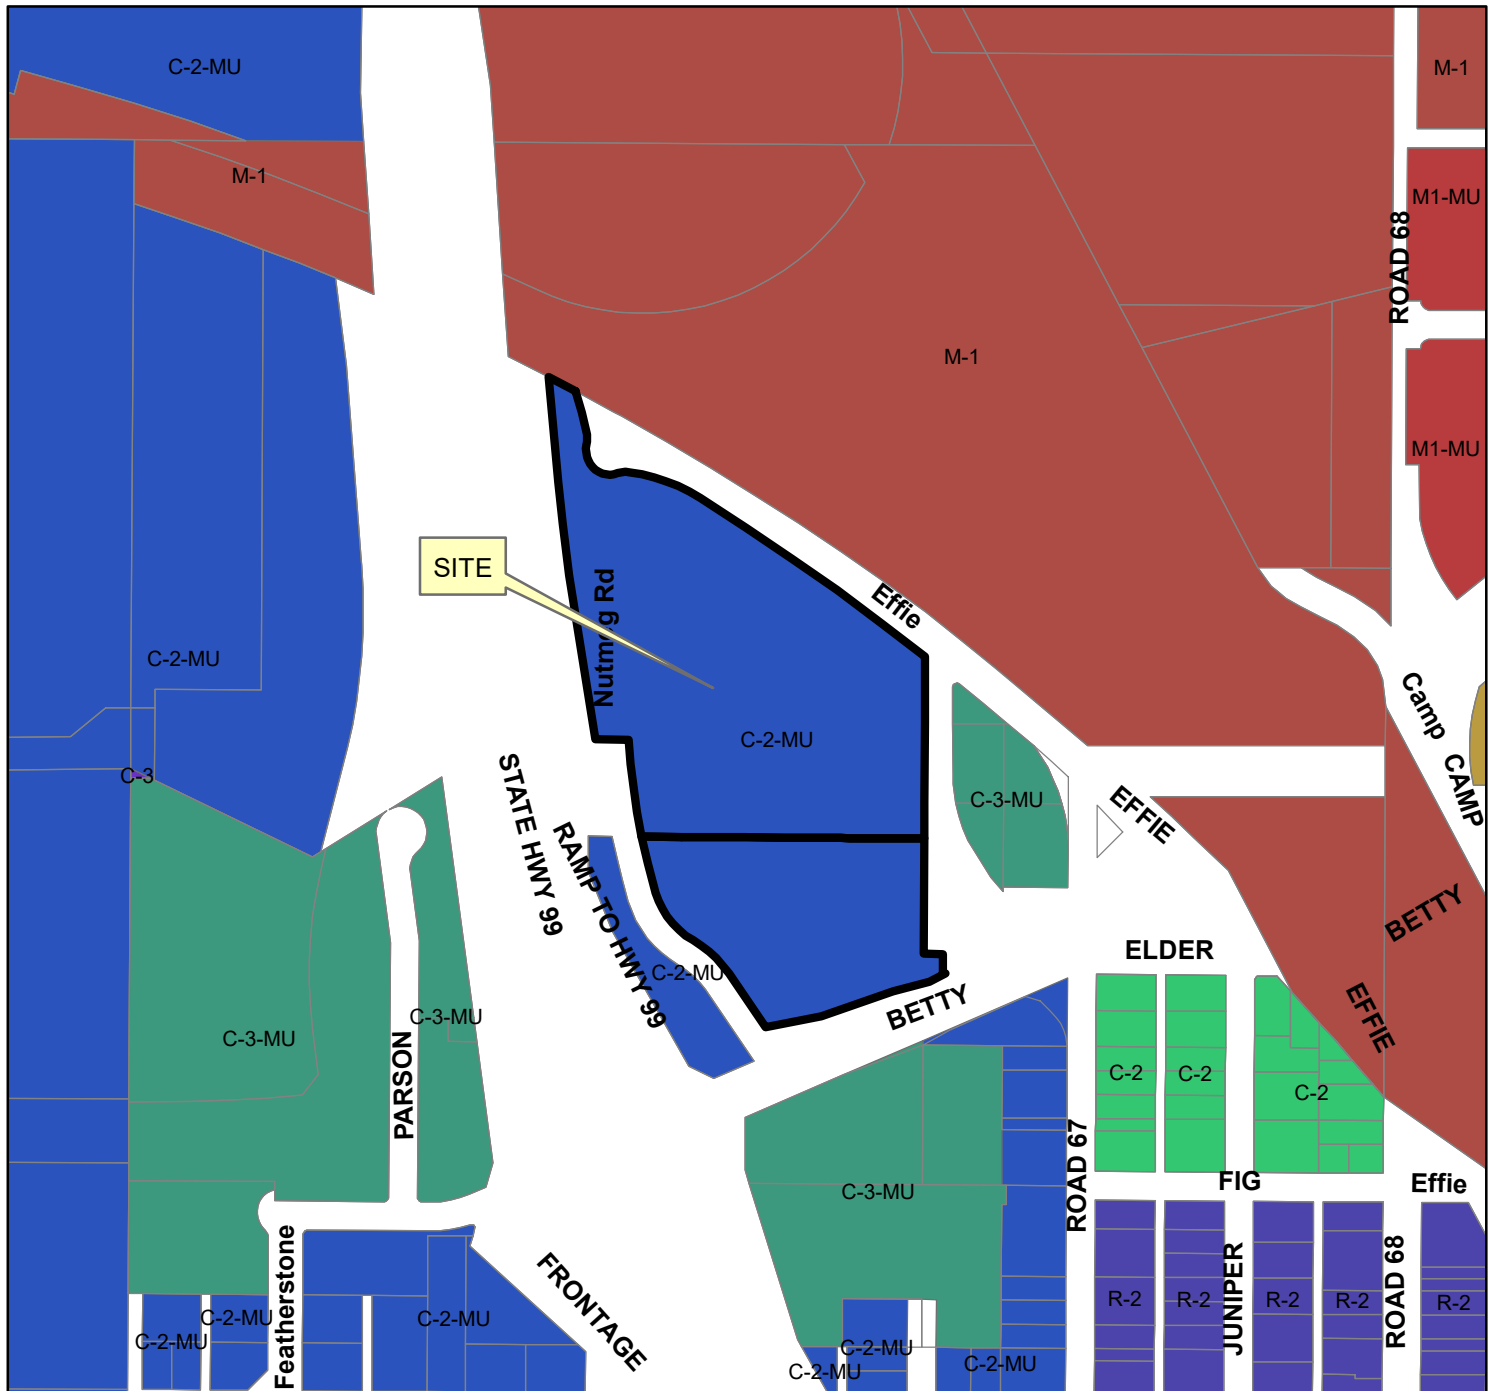 C-2-MU
M-1
M-1
M1-MU
ROAD 68
M-1
M1-MU
SITE
Nutmeg Rd
Effie
C-2-MU
Camp
C-2-MU
C-3
STATE HWY 99
CAMP
C-3-MU
EFFIE
RAMP TO HWY 99
BETTY
ELDER
C-2-MU
BETTY
EFFIE
C-3-MU
C-3-MU
PARSON
C-2
C-2
C-2
ROAD 67
FIG
Effie
C-3-MU
Featherstone
FRONTAGE
JUNIPER
ROAD 68
R-2
R-2
R-2
R-2
R-2
C-2-MU
C-2-MU
C-2-MU
C-2-MU
C-2-MU
C-2-MU